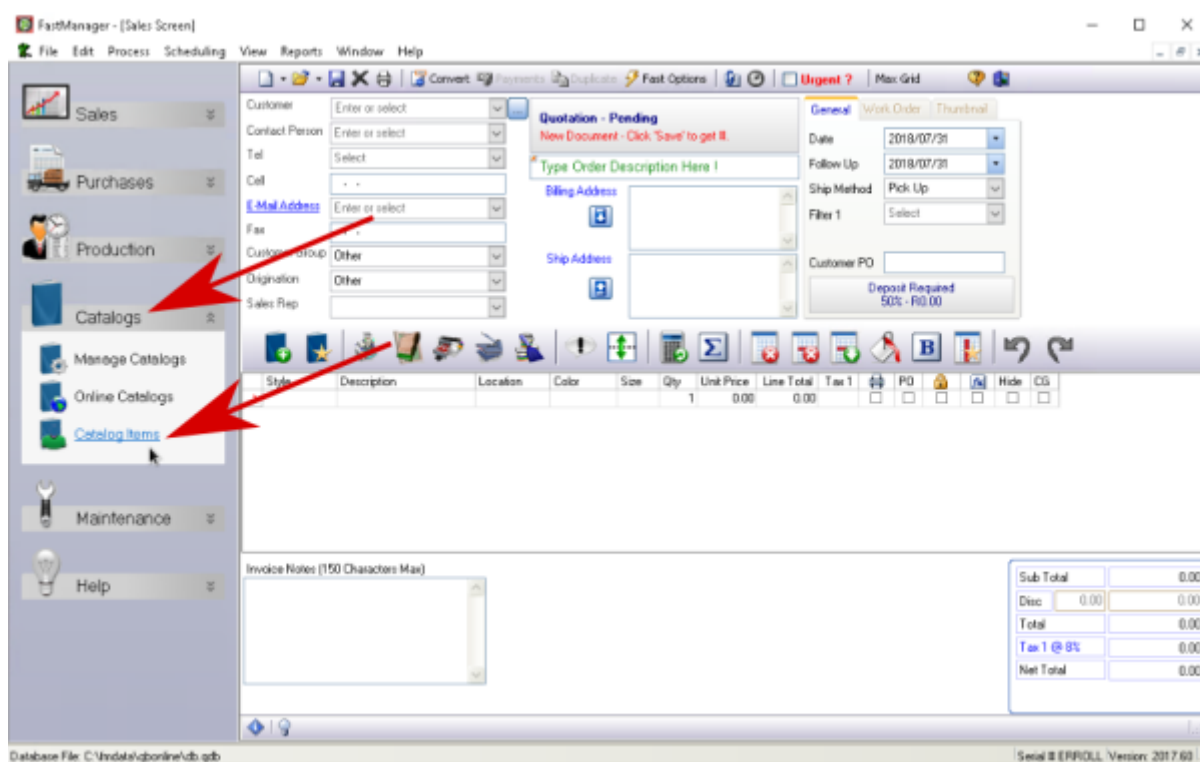 FastManager - [Sales Screen]
File Edit Process Scheduling View Reports Window Help
Convert Payments Duplicate Fast Options Urgent ? Max Grid
Sales
Purchases
Production
Catalogs
Manage Catalogs
Online Catalogs
Catalog Items
Maintenance
Help
Customer Enter or select
Contact Person Enter or select
Tel Select
Cell - -
E-Mail Address Enter or select
Fax
Customer Group Other
Origination Other
Sales Rep
Quotation - Pending
New Document - Click 'Save' to get #.
Type Order Description Here !
Billing Address
Ship Address
General Work Order Thumbnail
Date 2018/07/31
Follow Up 2018/07/31
Ship Method Pick Up
Filter 1 Select
Customer PO
Deposit Required
50% - R0.00
Style Description Location Color Size Qty Unit Price Line Total Tax 1 PO Hide CG
1 0.00 0.00
Invoice Notes (150 Characters Max)
Sub Total 0.00
Disc 0.00 0.00
Total 0.00
Tax 1 @ 8% 0.00
Net Total 0.00
Database File: C:\fmdata\qbonline\db.gdb
Serial # ERROLL Version: 2017.60